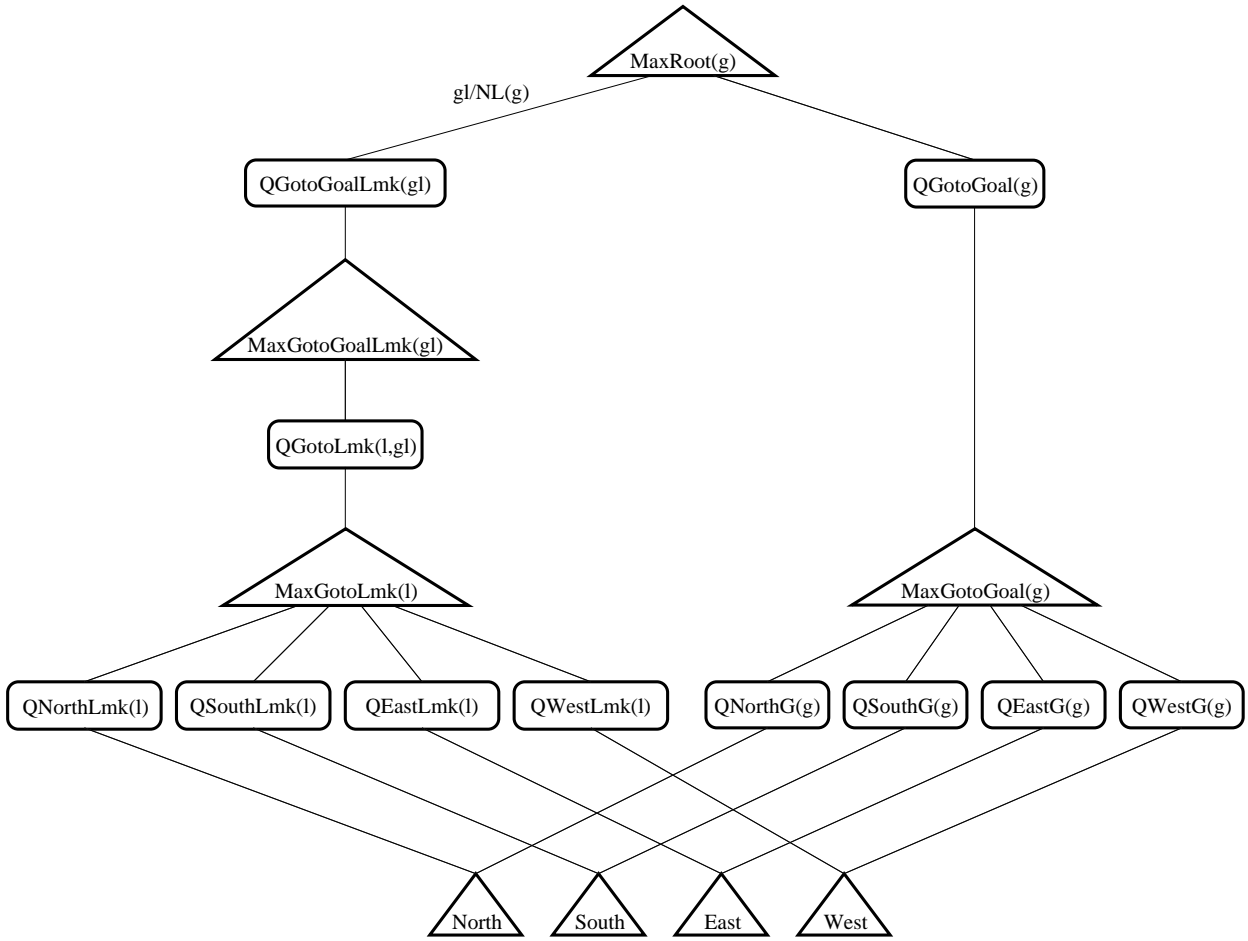 MaxRoot(g)
gl/NL(g)
QGotoGoalLmk(gl)
QGotoGoal(g)
MaxGotoGoalLmk(gl)
QGotoLmk(l,gl)
MaxGotoLmk(l)
MaxGotoGoal(g)
QNorthLmk(l)
QSouthLmk(l)
QEastLmk(l)
QWestLmk(l)
QNorthG(g)
QSouthG(g)
QEastG(g)
QWestG(g)
North
South
East
West